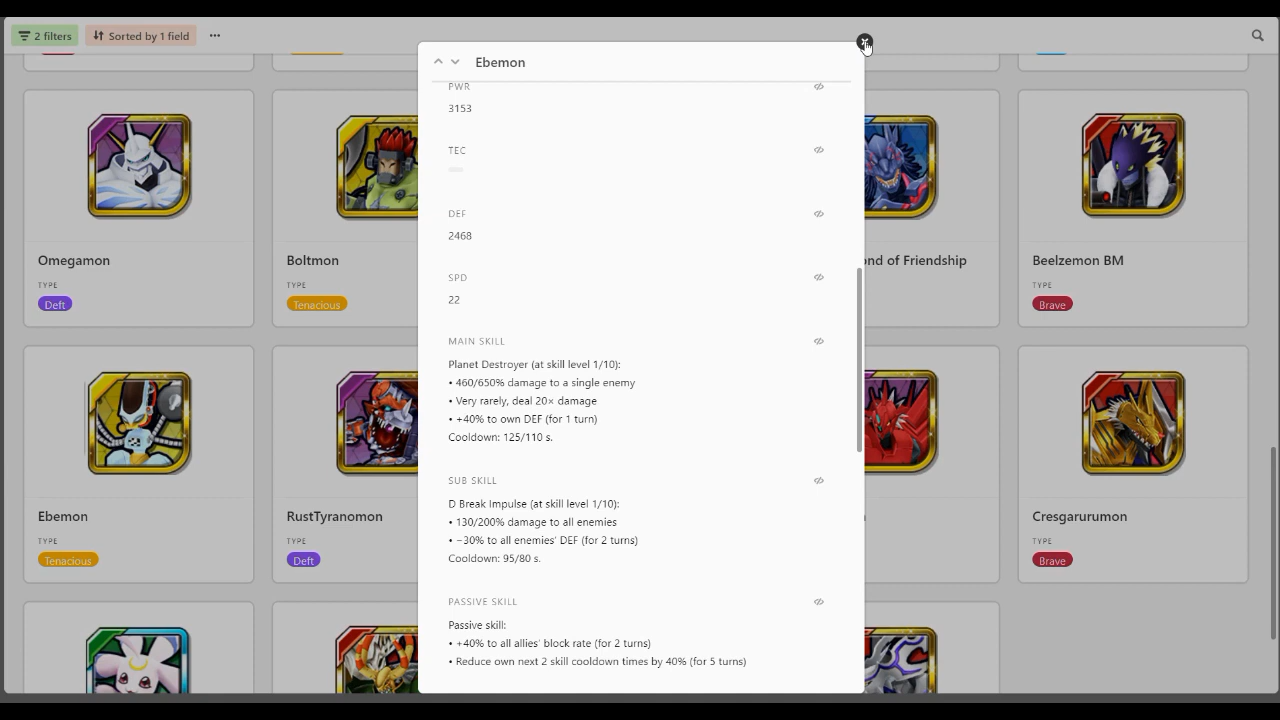 2 filters
Sorted by 1 field
Ebemon
PWR
3153
TEC
DEF
2468
SPD
22
MAIN SKILL
Planet Destroyer (at skill level 1/10):
• 460/650% damage to a single enemy
• Very rarely, deal 20× damage
• +40% to own DEF (for 1 turn)
Cooldown: 125/110 s.
SUB SKILL
D Break Impulse (at skill level 1/10):
• 130/200% damage to all enemies
• −30% to all enemies' DEF (for 2 turns)
Cooldown: 95/80 s.
PASSIVE SKILL
Passive skill:
• +40% to all allies' block rate (for 2 turns)
• Reduce own next 2 skill cooldown times by 40% (for 5 turns)
Omegamon
TYPE
Deft
Boltmon
TYPE
Tenacious
of Friendship
Beelzemon BM
TYPE
Brave
Ebemon
TYPE
Tenacious
RustTyranomon
TYPE
Deft
Cresgarurumon
TYPE
Brave